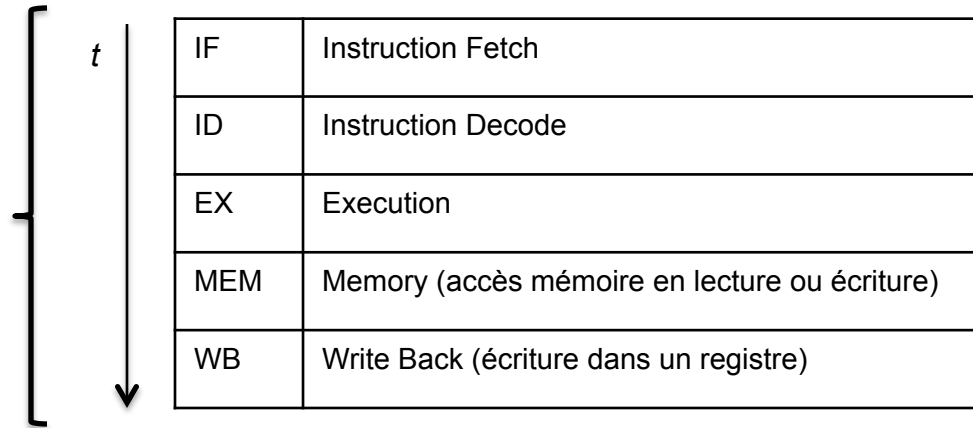 t
IF Instruction Fetch
ID Instruction Decode
EX Execution
MEM Memory (accès mémoire en lecture ou écriture)
WB Write Back (écriture dans un registre)